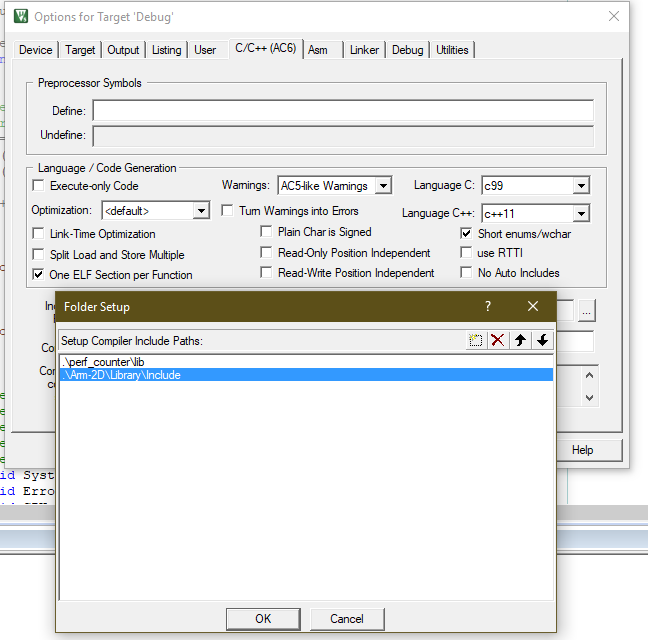 Options for Target 'Debug'
Device Target Output Listing User C/C++ (AC6) Asm Linker Debug Utilities
Preprocessor Symbols
Define:
Undefine:
Language / Code Generation
Execute-only Code Warnings: AC5-like Warnings Language C: c99
Optimization: <default> Turn Warnings into Errors Language C++: c++11
Link-Time Optimization Plain Char is Signed Short enums/wchar
Split Load and Store Multiple Read-Only Position Independent use RTTI
One ELF Section per Function Read-Write Position Independent No Auto Includes
...
Folder Setup ?
Setup Compiler Include Paths:
.\perf_counter\lib
.\Arm-2D\Library\Include
Help
id Syst
id Erro
OK Cancel